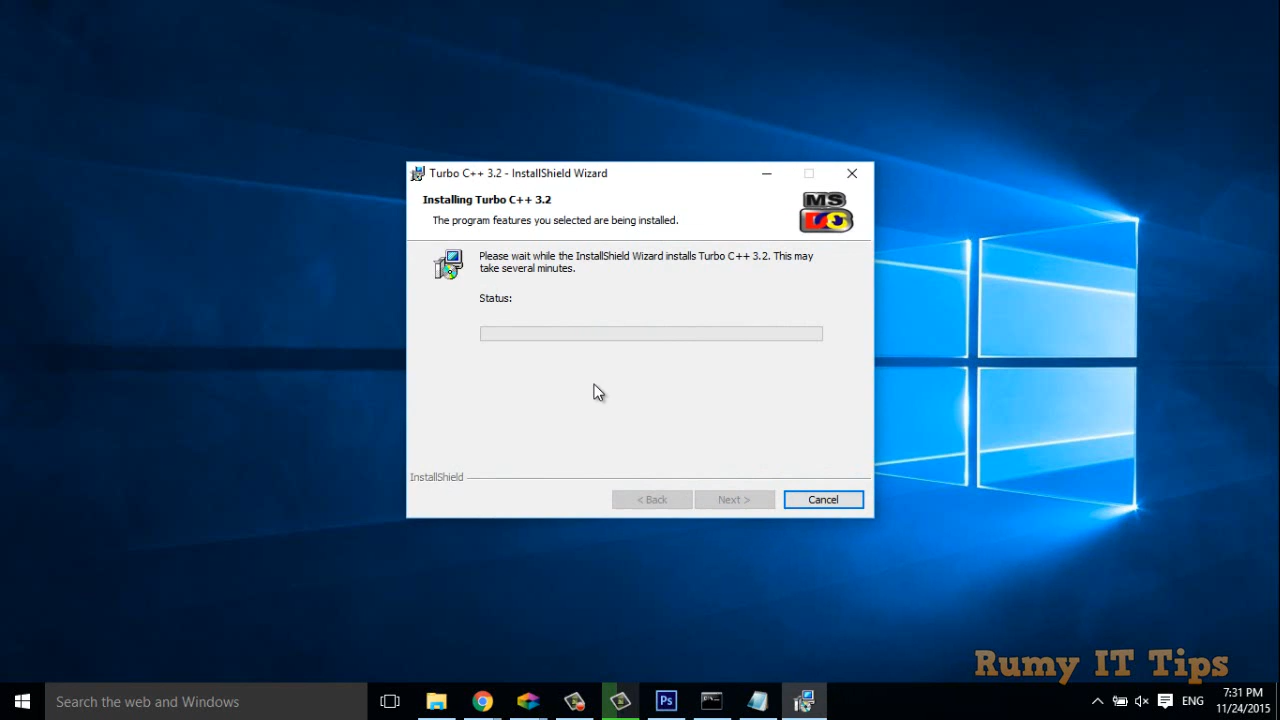 Turbo C++ 3.2 - InstallShield Wizard
Installing Turbo C++ 3.2
The program features you selected are being installed.
MS
Please wait while the InstallShield Wizard installs Turbo C++ 3.2. This may
take several minutes.
Status:
InstallShield
< Back
Next >
Cancel
Rumy IT Tips
Search the web and Windows
Ps
ENG
7:31 PM
11/24/2015